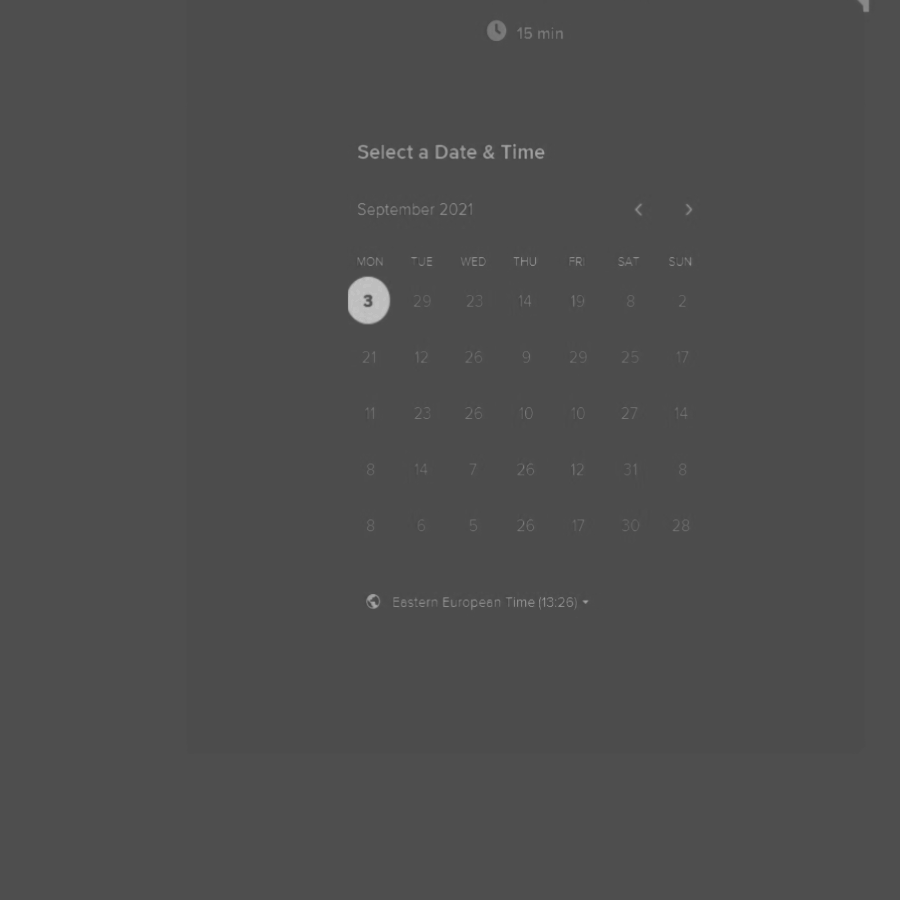 15 min
Select a Date & Time
September 2021
MON TUE WED THU FRI SAT SUN
3 29 23 14 19 8 2
21 12 26 9 29 25 17
11 23 26 10 10 27 14
8 14 7 26 12 31 8
8 6 5 26 17 30 28
Eastern European Time (13:26)